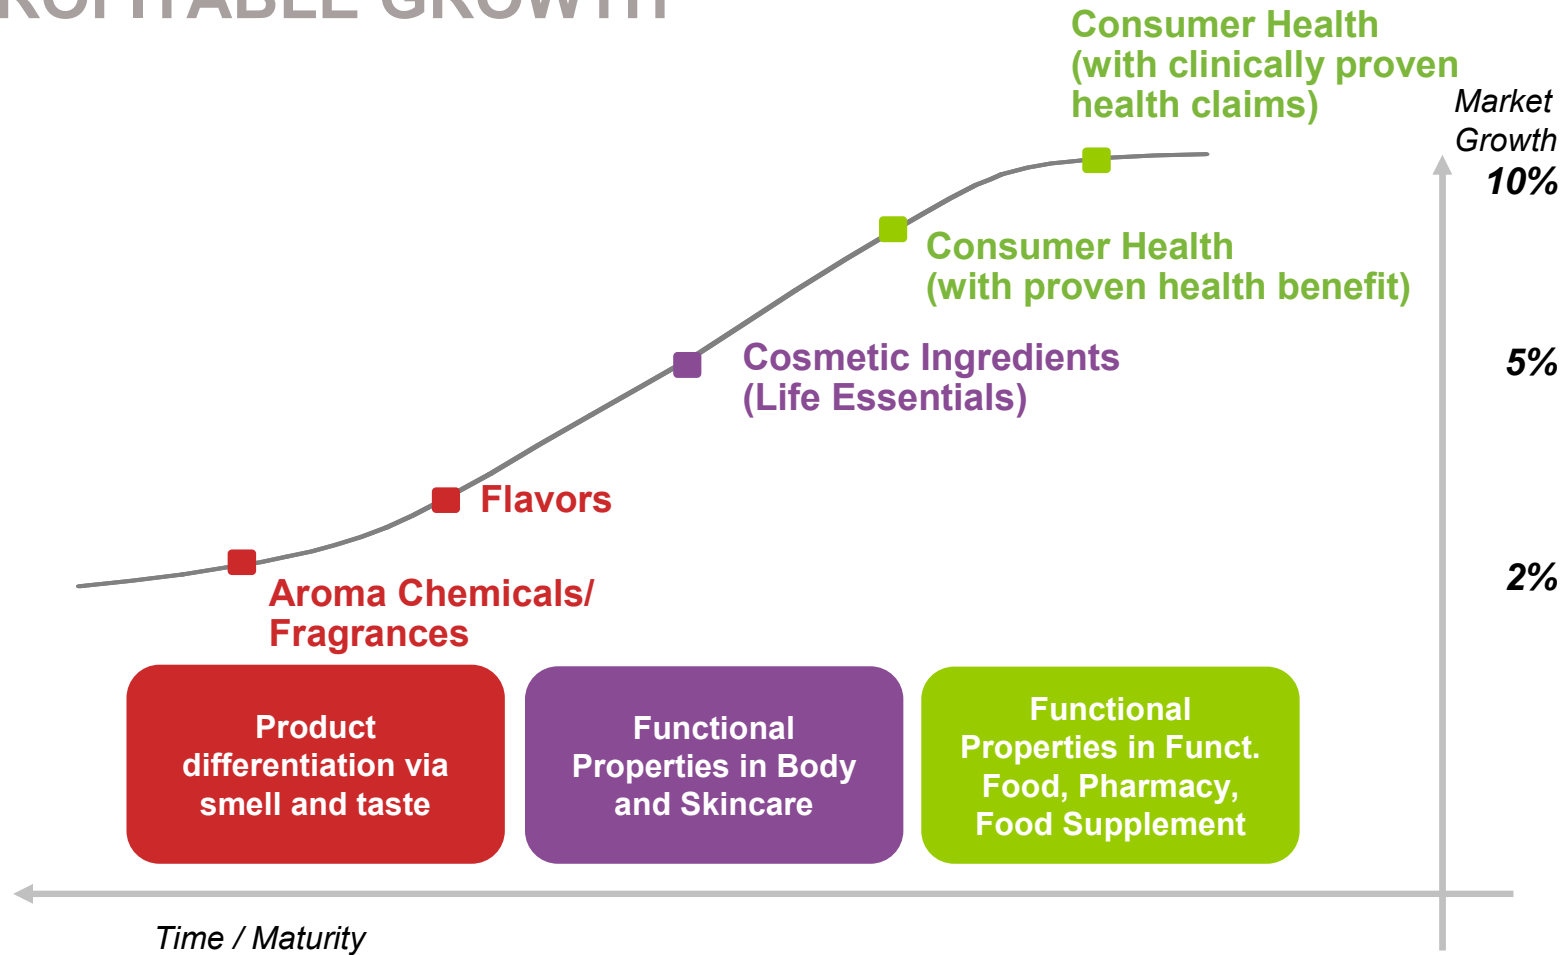 GROWTH
Consumer Health
(with clinically proven
health claims)
Market
Growth
10%
Consumer Health
(with proven health benefit)
Cosmetic Ingredients
(Life Essentials)
5%
Flavors
Aroma Chemicals/
Fragrances
2%
Product
differentiation via
smell and taste
Functional
Properties in Body
and Skincare
Functional
Properties in Funct.
Food, Pharmacy,
Food Supplement
Time / Maturity